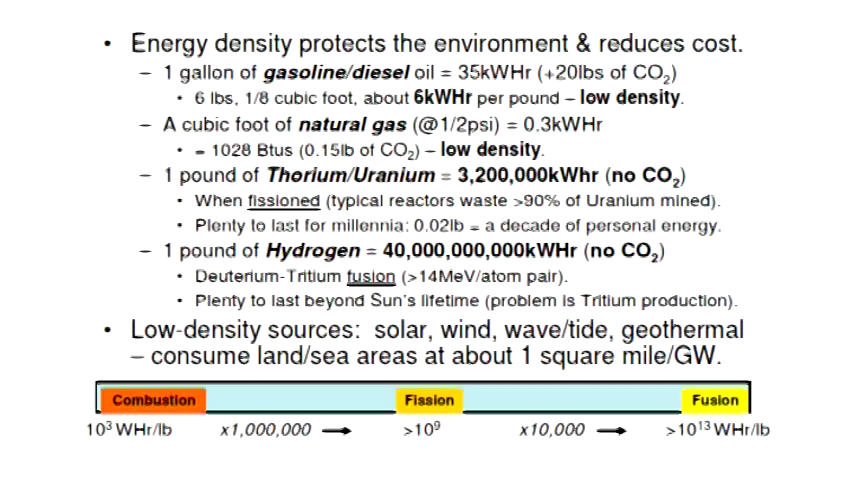 • Energy density protects the environment & reduces cost.
– 1 gallon of gasoline/diesel oil = 35kWHr (+20lbs of CO₂)
• 6 lbs, 1/8 cubic foot, about 6kWHr per pound – low density.
– A cubic foot of natural gas (@1/2psi) = 0.3kWHr
• = 1028 Btus (0.15lb of CO₂) – low density.
– 1 pound of Thorium/Uranium = 3,200,000kWhr (no CO₂)
• When fissioned (typical reactors waste >90% of Uranium mined).
• Plenty to last for millennia: 0.02lb = a decade of personal energy.
– 1 pound of Hydrogen = 40,000,000,000kWHr (no CO₂)
• Deuterium-Tritium fusion (>14MeV/atom pair).
• Plenty to last beyond Sun's lifetime (problem is Tritium production).
• Low-density sources: solar, wind, wave/tide, geothermal
– consume land/sea areas at about 1 square mile/GW.
Combustion Fission Fusion
10³ WHr/lb x1,000,000 → >10⁹ x10,000 → >10¹³ WHr/lb